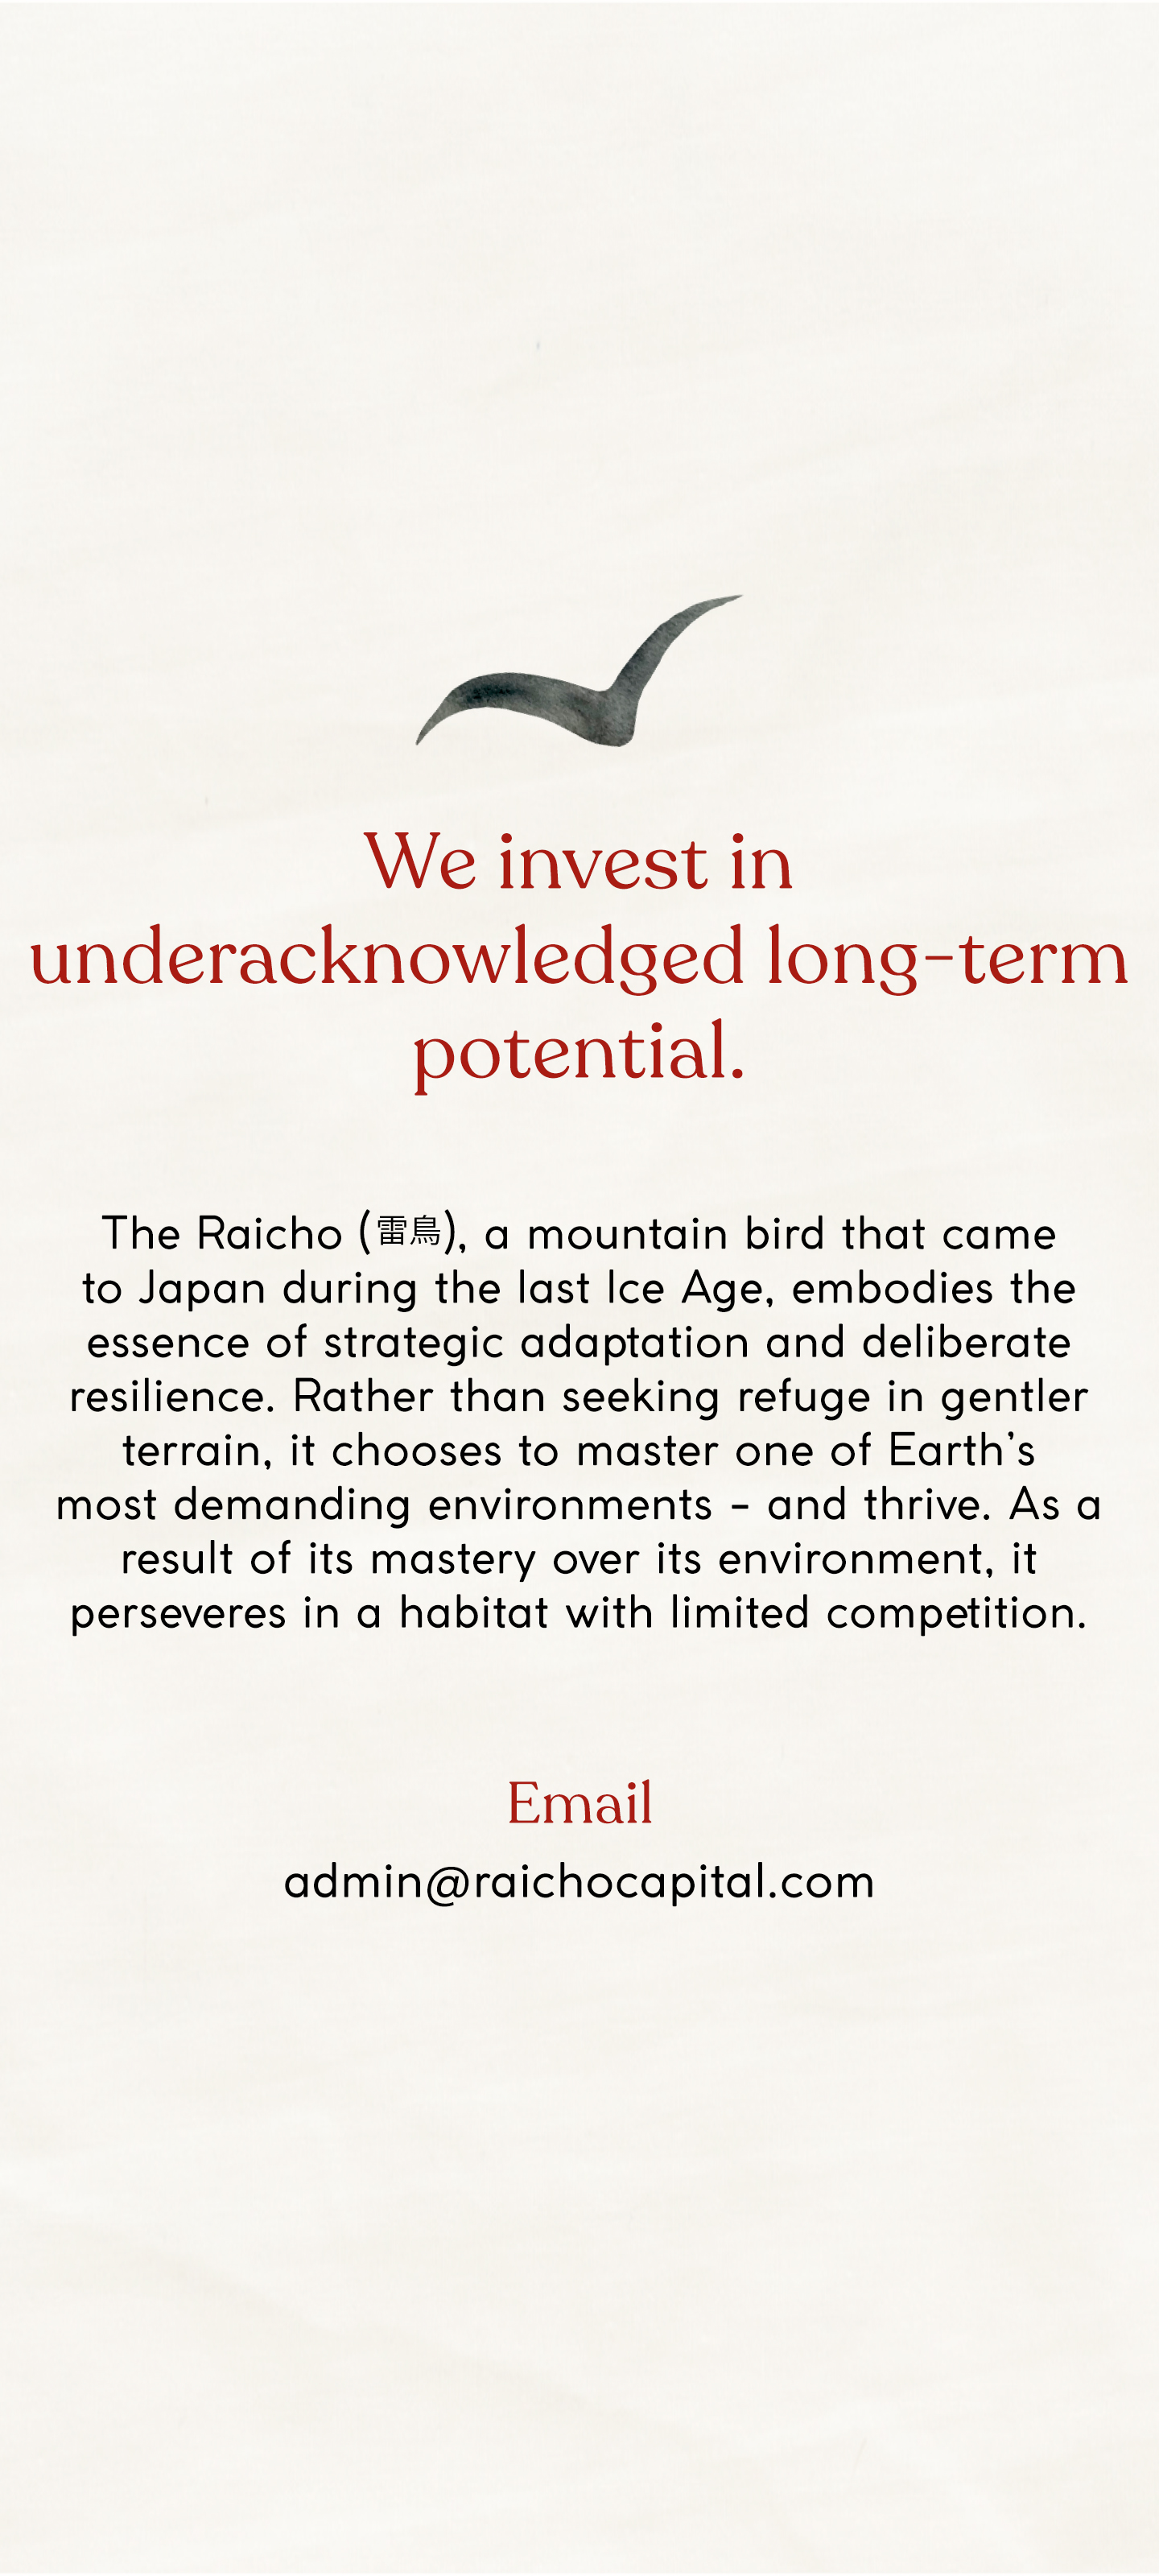 We invest in
underacknowledged long-term
potential.
The Raicho (雷鳥), a mountain bird that came
to Japan during the last Ice Age, embodies the
essence of strategic adaptation and deliberate
resilience. Rather than seeking refuge in gentler
terrain, it chooses to master one of Earth’s
most demanding environments - and thrive. As a
result of its mastery over its environment, it
perseveres in a habitat with limited competition.
Email
admin@raichocapital.com